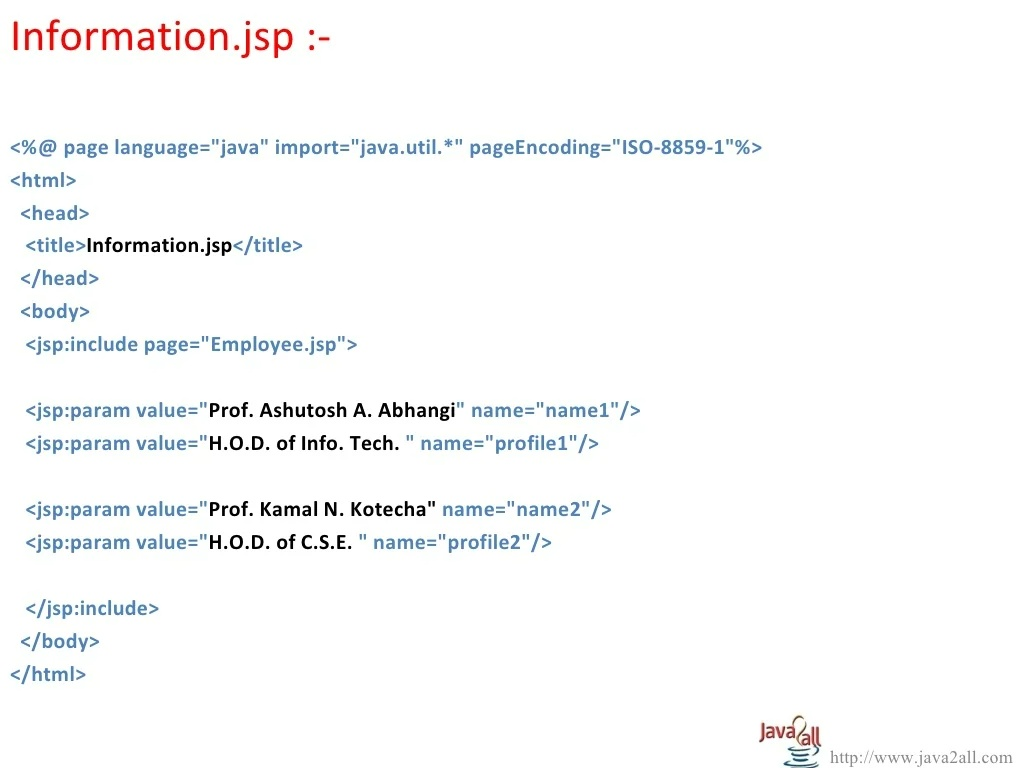 Information.jsp :-
<%@ page language="java" import="java.util.*" pageEncoding="ISO-8859-1"%>
<html>
<head>
<title>Information.jsp</title>
</head>
<body>
<jsp:include page="Employee.jsp">
<jsp:param value="Prof. Ashutosh A. Abhangi" name="name1"/>
<jsp:param value="H.O.D. of Info. Tech. " name="profile1"/>
<jsp:param value="Prof. Kamal N. Kotecha" name="name2"/>
<jsp:param value="H.O.D. of C.S.E. " name="profile2"/>
</jsp:include>
</body>
</html>
Java2all
http://www.java2all.com